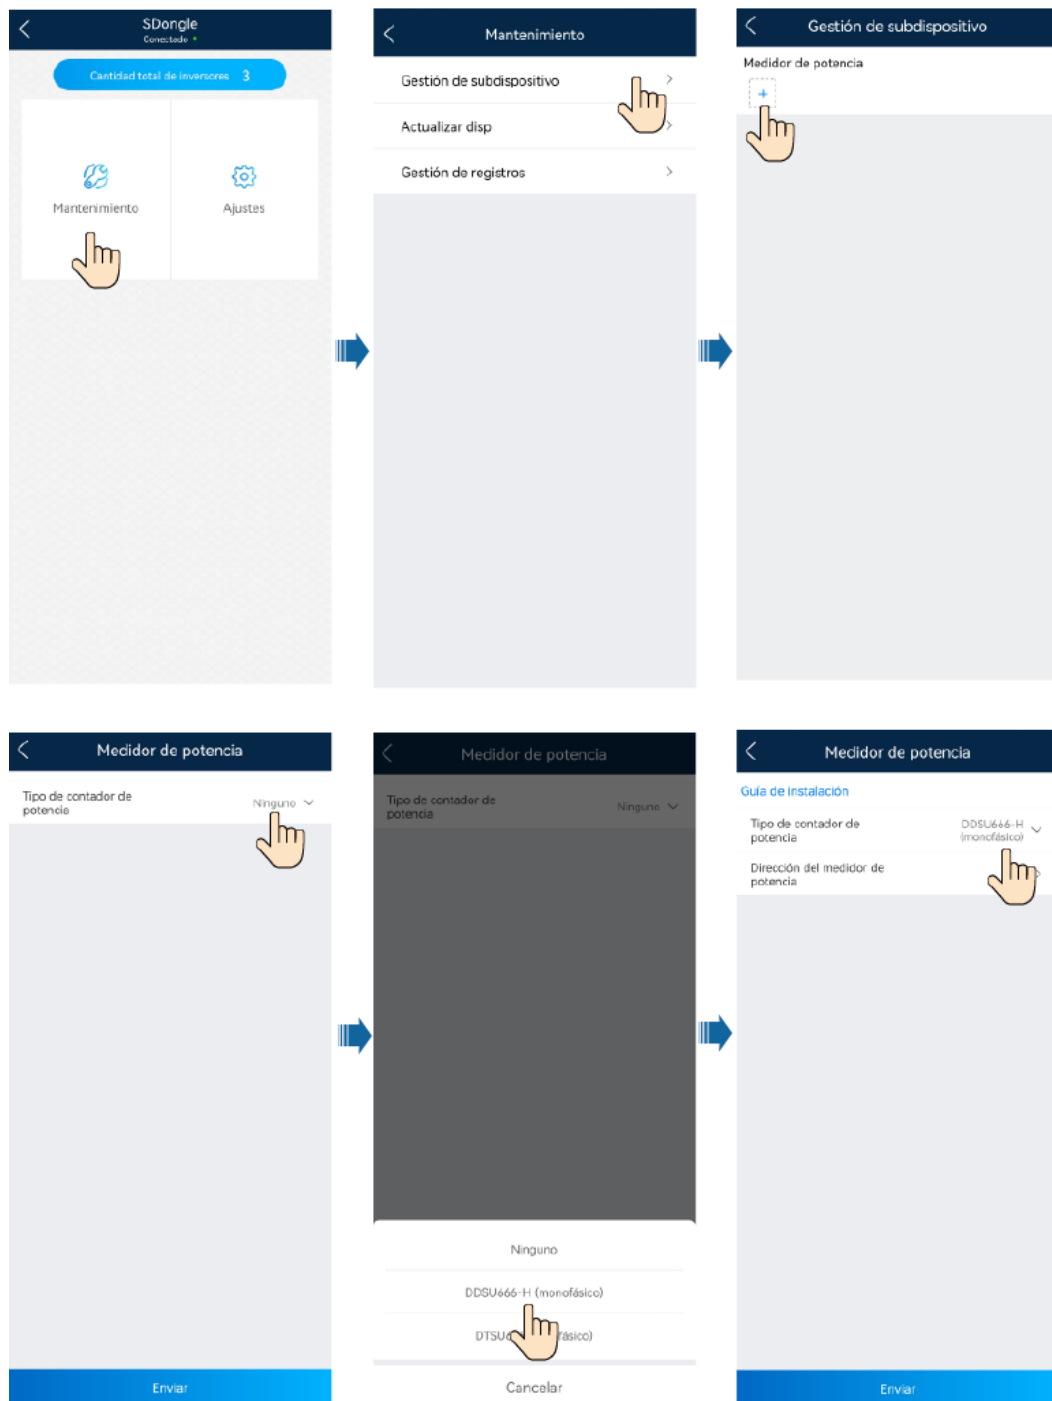 SDongle
Conectado
Cantidad total de inversores 3
Mantenimiento
Ajustes
Mantenimiento
Gestión de subdispositivo
Actualizar disp
Gestión de registros
Gestión de subdispositivo
Medidor de potencia
+
Medidor de potencia
Tipo de contador de
potencia
Ninguno
Enviar
Medidor de potencia
Tipo de contador de
potencia
Ninguno
Ninguno
DDSU666-H (monofásico)
Cancelar
Medidor de potencia
Guía de instalación
Tipo de contador de
potencia
DDSU666-H
(monofásico)
Dirección del medidor de
potencia
Enviar